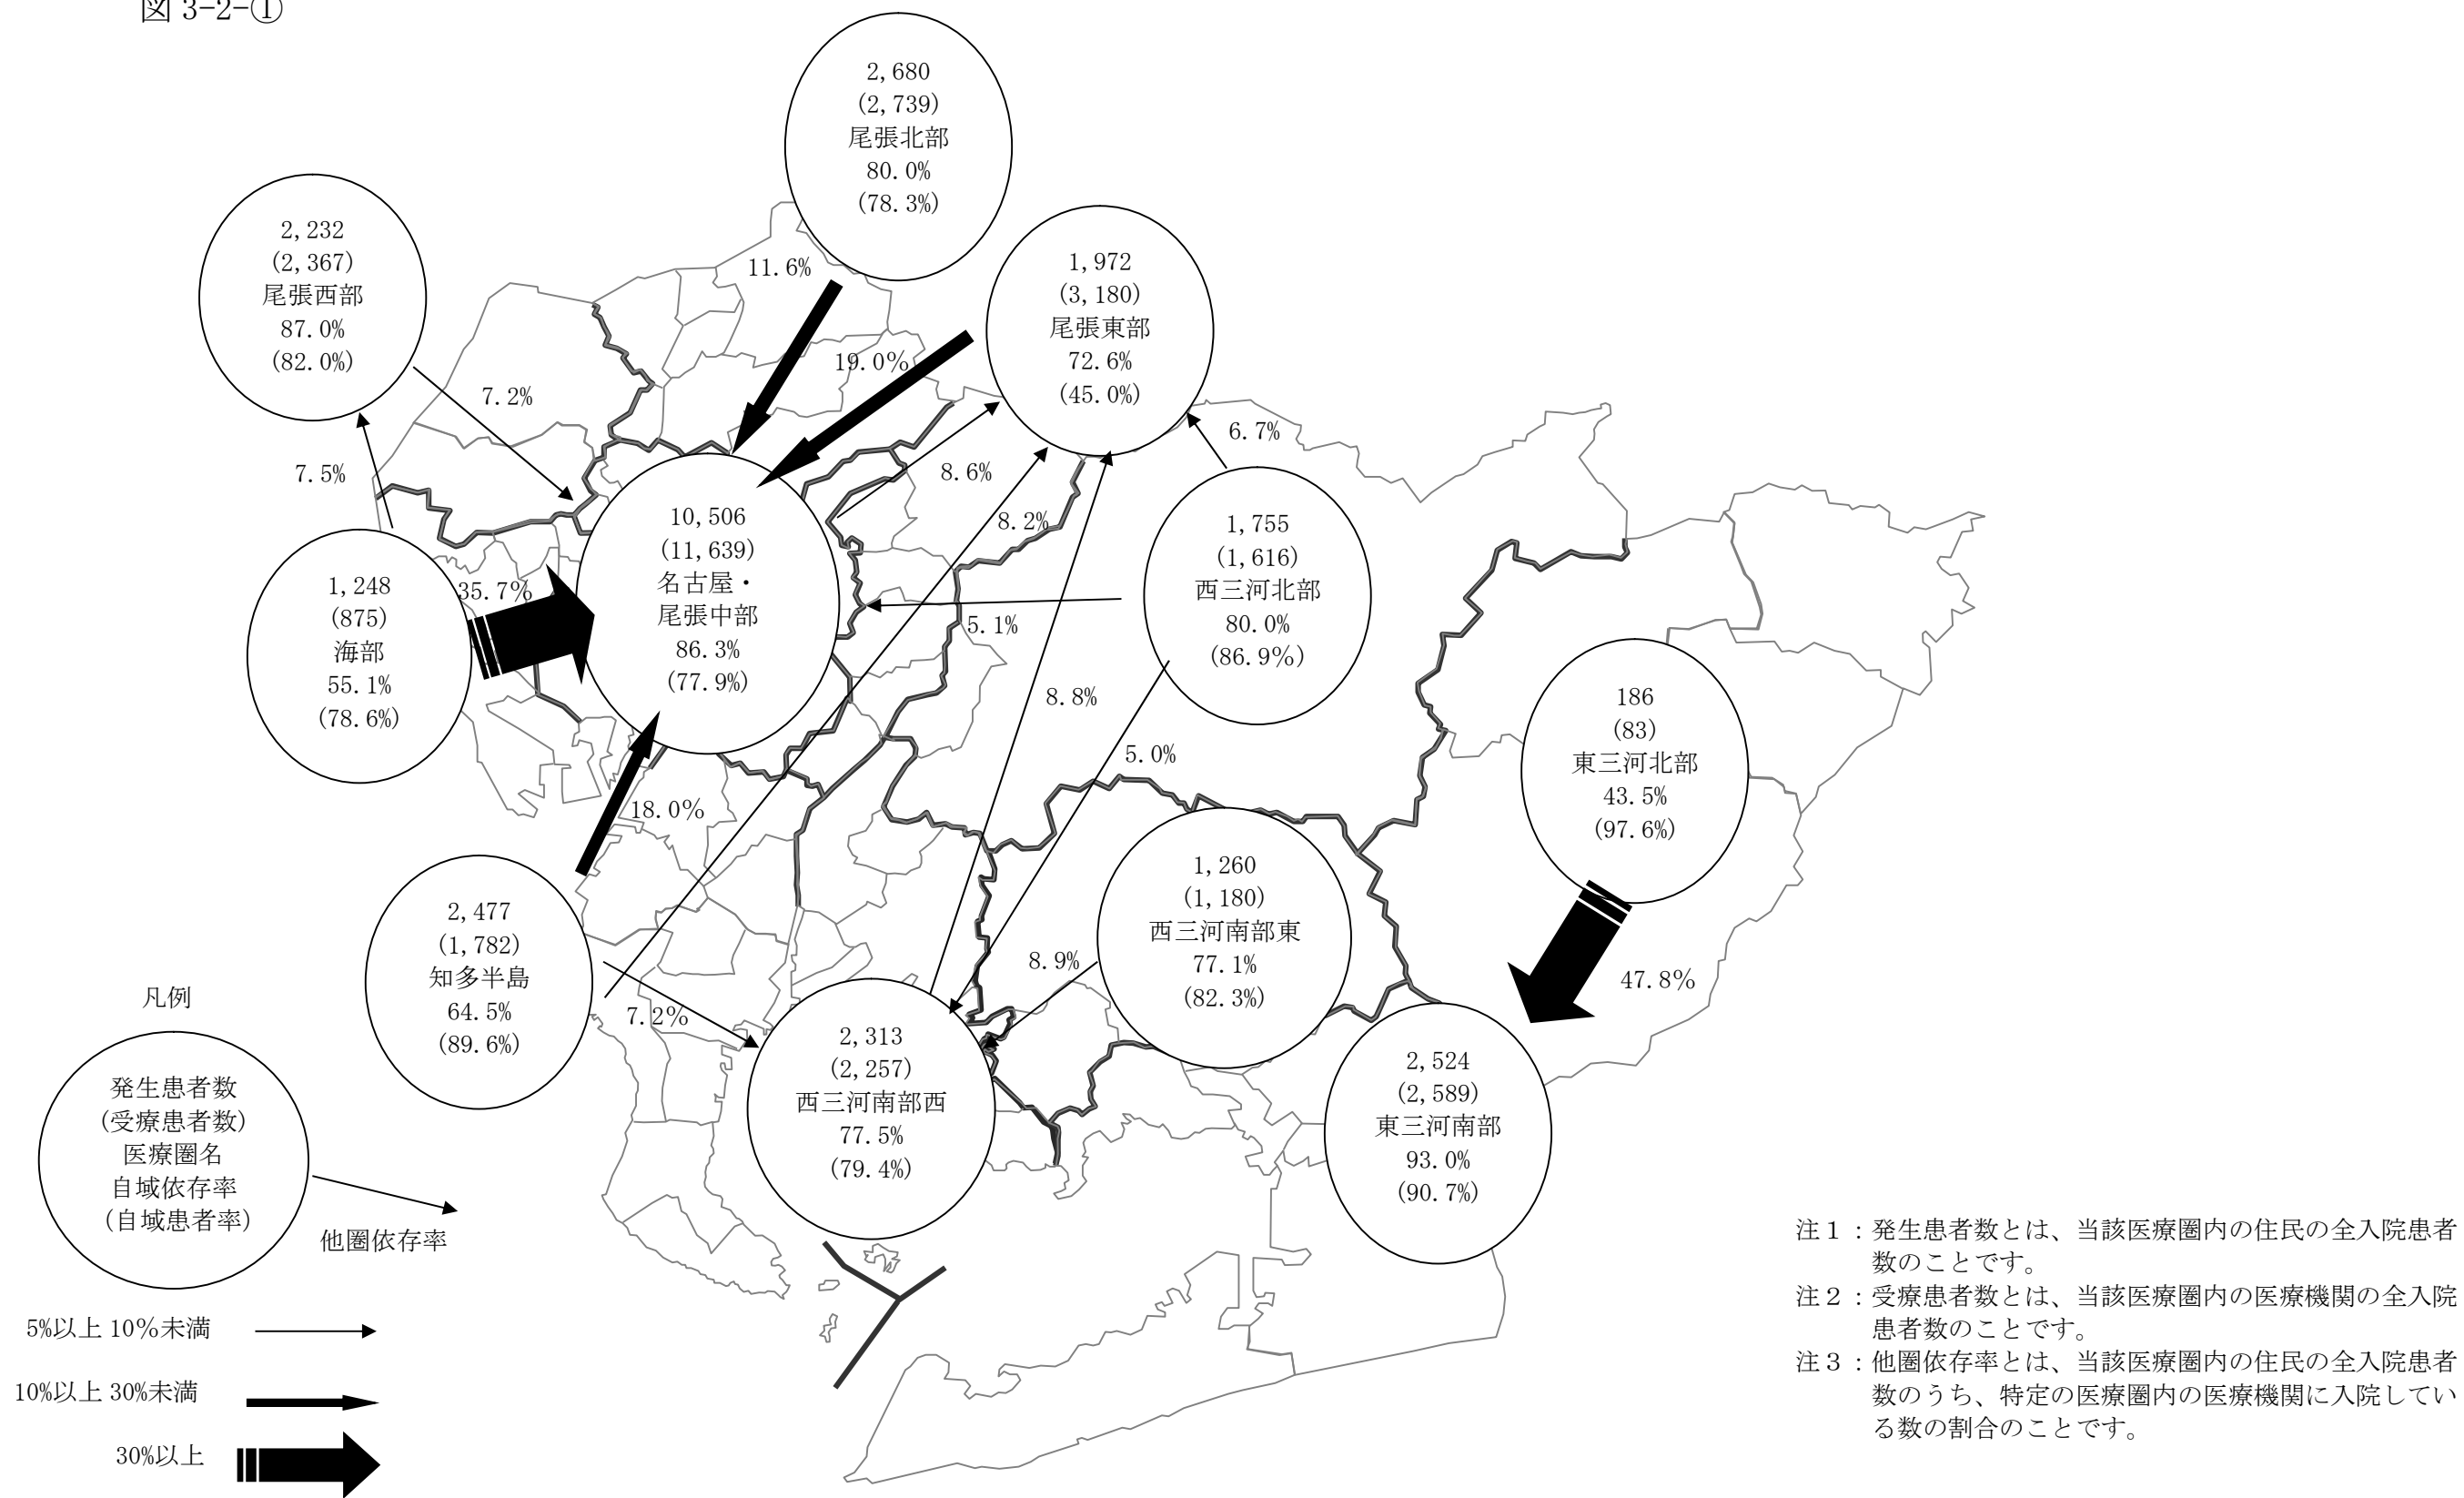 図 3-2-①
2,680
(2,739)
尾張北部
80.0%
(78.3%)
2,232
(2,367)
尾張西部
87.0%
(82.0%)
1,972
(3,180)
尾張東部
72.6%
(45.0%)
11.6%
19.0%
7.2%
7.5%
8.6%
6.7%
8.2%
10,506
(11,639)
名古屋・
尾張中部
86.3%
(77.9%)
1,755
(1,616)
西三河北部
80.0%
(86.9%)
1,248
(875)
海部
55.1%
(78.6%)
35.7%
5.1%
8.8%
5.0%
186
(83)
東三河北部
43.5%
(97.6%)
18.0%
1,260
(1,180)
西三河南部東
77.1%
(82.3%)
2,477
(1,782)
知多半島
64.5%
(89.6%)
8.9%
47.8%
7.2%
2,313
(2,257)
西三河南部西
77.5%
(79.4%)
2,524
(2,589)
東三河南部
93.0%
(90.7%)
凡例
発生患者数
(受療患者数)
医療圏名
自域依存率
(自域患者率)
他圏依存率
5%以上 10%未満
10%以上 30%未満
30%以上
注１：発生患者数とは、当該医療圏内の住民の全入院患者
数のことです。
注２：受療患者数とは、当該医療圏内の医療機関の全入院
患者数のことです。
注３：他圏依存率とは、当該医療圏内の住民の全入院患者
数のうち、特定の医療圏内の医療機関に入院してい
る数の割合のことです。